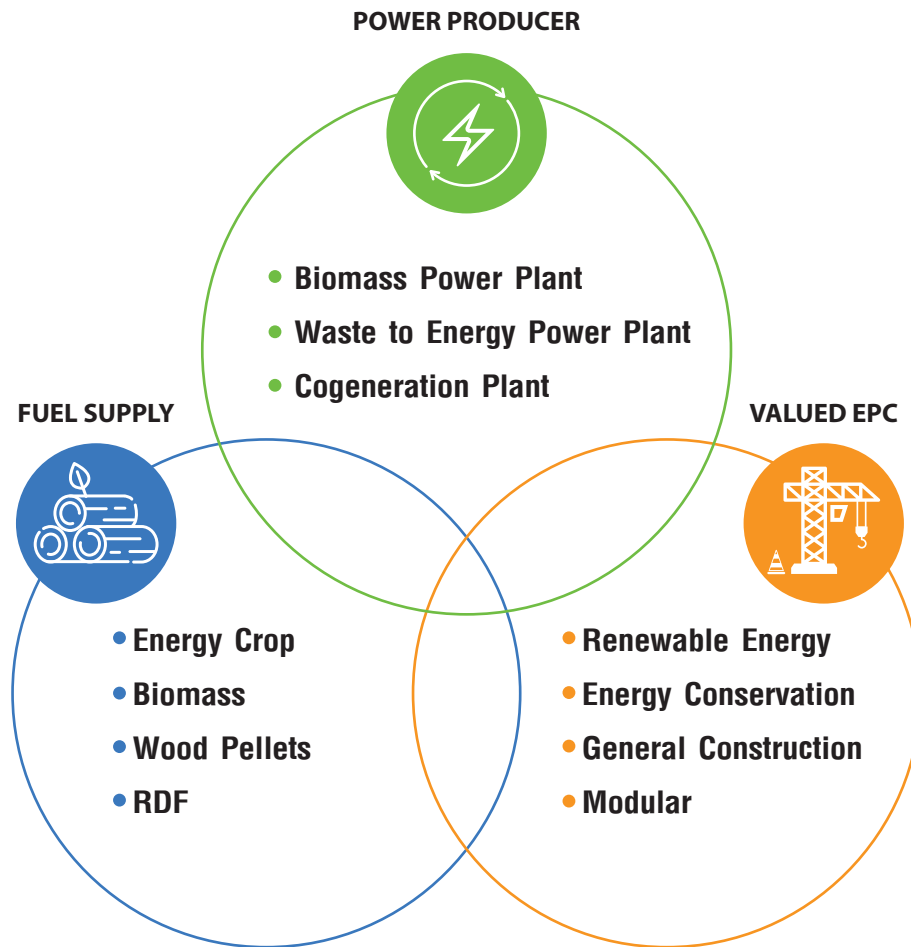 POWER PRODUCER
Biomass Power Plant
Waste to Energy Power Plant
Cogeneration Plant
FUEL SUPPLY
Energy Crop
Biomass
Wood Pellets
RDF
VALUED EPC
Renewable Energy
Energy Conservation
General Construction
Modular